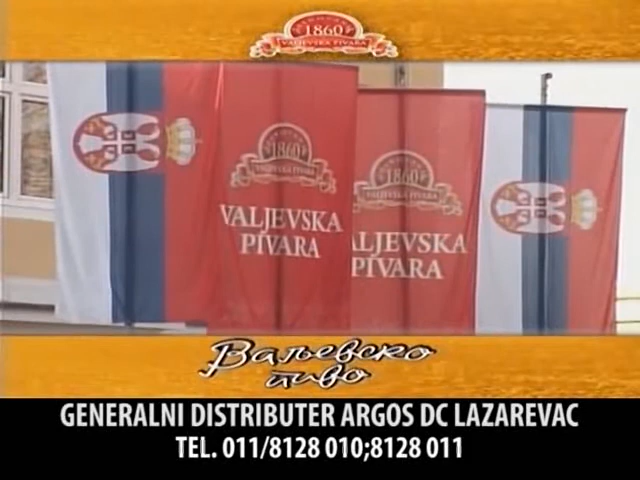 1860
VALJEVSKA PIVARA
1860
VALJEVSKA PIVARA
VALJEVSKA
PIVARA
1860
VALJEVSKA PIVARA
ALJEVSKA
PIVARA
Ваљевско
пиво
GENERALNI DISTRIBUTER ARGOS DC LAZAREVAC
TEL. 011/8128 010;8128 011